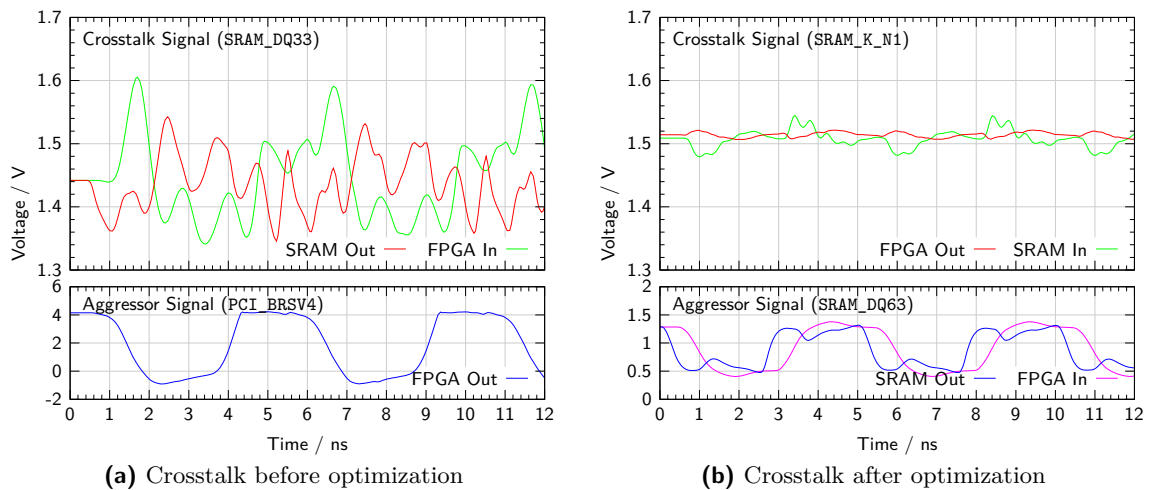 1.7
1.6
1.5
1.4
1.3
Voltage / V
Crosstalk Signal (SRAM_DQ33)
SRAM Out
FPGA In
6
4
2
0
-2
Aggressor Signal (PCI_BRSV4)
FPGA Out
0 1 2 3 4 5 6 7 8 9 10 11 12
Time / ns
(a) Crosstalk before optimization
1.7
1.6
1.5
1.4
1.3
Voltage / V
Crosstalk Signal (SRAM_K_N1)
FPGA Out
SRAM In
2
1.5
1
0.5
0
Aggressor Signal (SRAM_DQ63)
SRAM Out
FPGA In
0 1 2 3 4 5 6 7 8 9 10 11 12
Time / ns
(b) Crosstalk after optimization